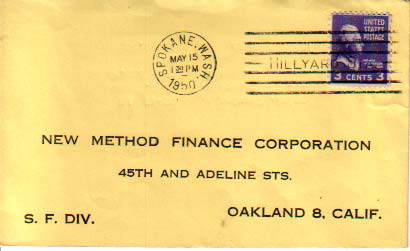 SPOKANE, WASH.
MAY 15
1 30 PM
1950
HILLYARD
UNITED
STATES
POSTAGE
3 CENTS 3
NEW METHOD FINANCE CORPORATION
45TH AND ADELINE STS.
S. F. DIV.
OAKLAND 8, CALIF.